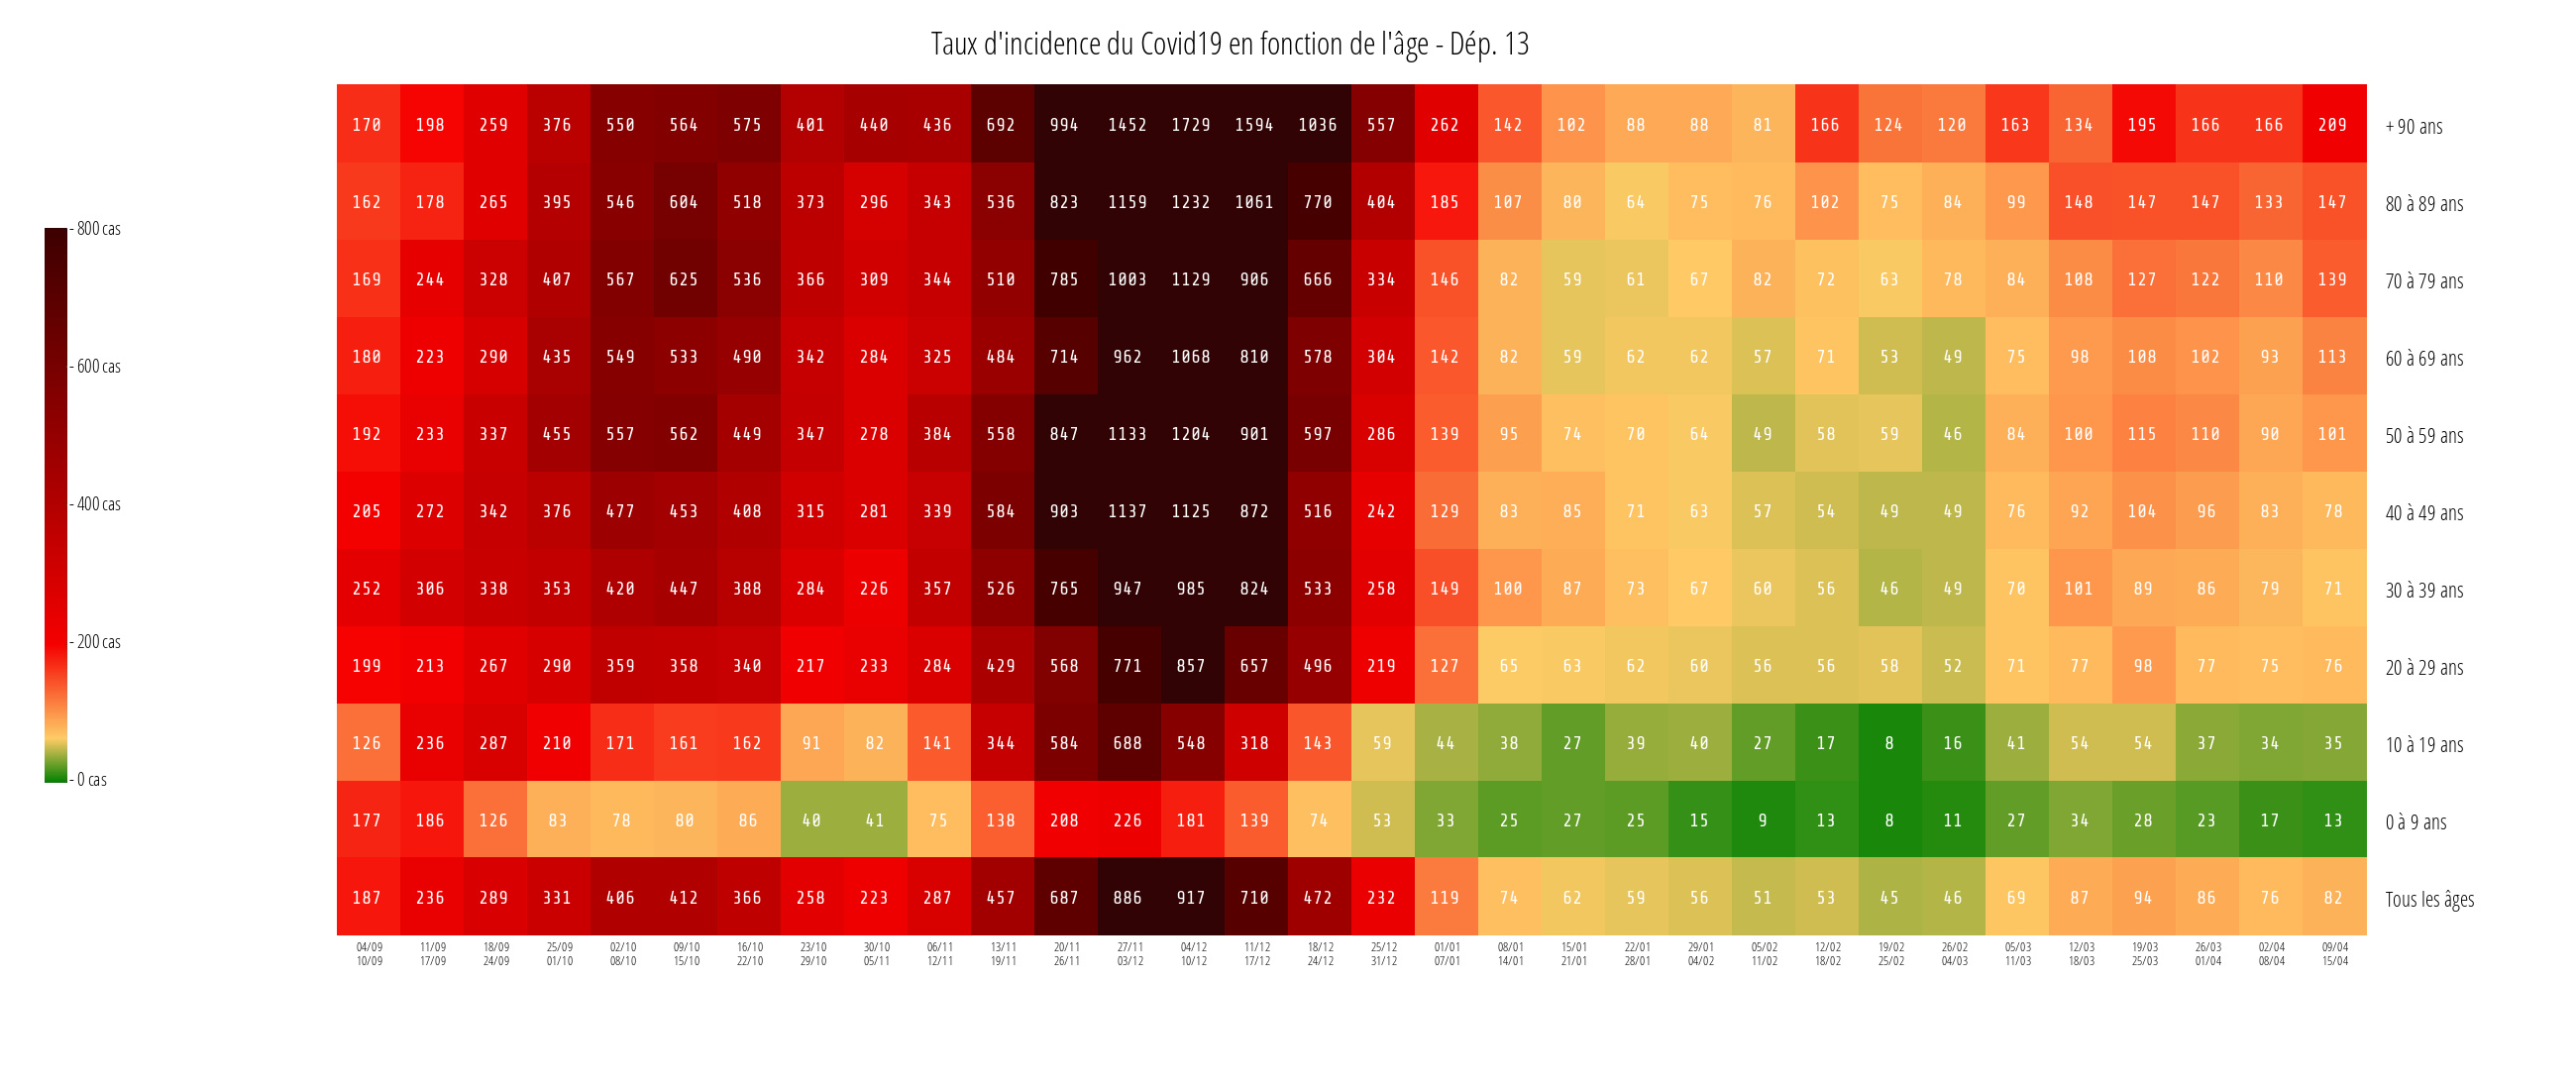 Taux d'incidence du Covid19 en fonction de l'âge - Dép. 13
- 800 cas
- 600 cas
- 400 cas
- 200 cas
- 0 cas
170 198 259 376 550 564 575 401 440 436 692 994 1452 1729 1594 1036 557 262 142 102 88 88 81 166 124 120 163 134 195 166 166 209 + 90 ans
162 178 265 395 546 604 518 373 296 343 536 823 1159 1232 1061 770 404 185 107 80 64 75 76 102 75 84 99 148 147 147 133 147 80 à 89 ans
169 244 328 407 567 625 536 366 309 344 510 785 1003 1129 906 666 334 146 82 59 61 67 82 72 63 78 84 108 127 122 110 139 70 à 79 ans
180 223 290 435 549 533 490 342 284 325 484 714 962 1068 810 578 304 142 82 59 62 62 57 71 53 49 75 98 108 102 93 113 60 à 69 ans
192 233 337 455 557 562 449 347 278 384 558 847 1133 1204 901 597 286 139 95 74 70 64 49 58 59 46 84 100 115 110 90 101 50 à 59 ans
205 272 342 376 477 453 408 315 281 339 584 903 1137 1125 872 516 242 129 83 85 71 63 57 54 49 49 76 92 104 96 83 78 40 à 49 ans
252 306 338 353 420 447 388 284 226 357 526 765 947 985 824 533 258 149 100 87 73 67 60 56 46 49 70 101 89 86 79 71 30 à 39 ans
199 213 267 290 359 358 340 217 233 284 429 568 771 857 657 496 219 127 65 63 62 60 56 56 58 52 71 77 98 77 75 76 20 à 29 ans
126 236 287 210 171 161 162 91 82 141 344 584 688 548 318 143 59 44 38 27 39 40 27 17 8 16 41 54 54 37 34 35 10 à 19 ans
177 186 126 83 78 80 86 40 41 75 138 208 226 181 139 74 53 33 25 27 25 15 9 13 8 11 27 34 28 23 17 13 0 à 9 ans
187 236 289 331 406 412 366 258 223 287 457 687 886 917 710 472 232 119 74 62 59 56 51 53 45 46 69 87 94 86 76 82 Tous les âges
04/09 11/09 18/09 25/09 02/10 09/10 16/10 23/10 30/10 06/11 13/11 20/11 27/11 04/12 11/12 18/12 25/12 01/01 08/01 15/01 22/01 29/01 05/02 12/02 19/02 26/02 05/03 12/03 19/03 26/03 02/04 09/04
10/09 17/09 24/09 01/10 08/10 15/10 22/10 29/10 05/11 12/11 19/11 26/11 03/12 10/12 17/12 24/12 31/12 07/01 14/01 21/01 28/01 04/02 11/02 18/02 25/02 04/03 11/03 18/03 25/03 01/04 08/04 15/04